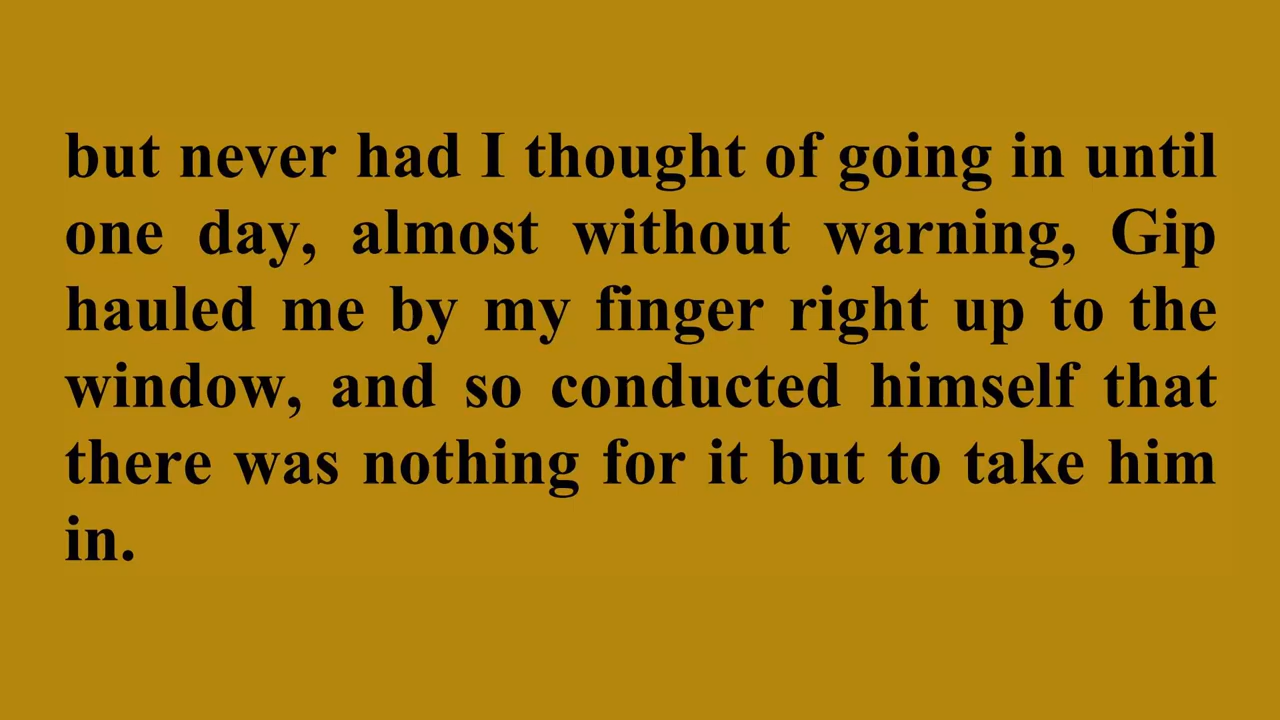 but never had I thought of going in until
one day, almost without warning, Gip
hauled me by my finger right up to the
window, and so conducted himself that
there was nothing for it but to take him
in.